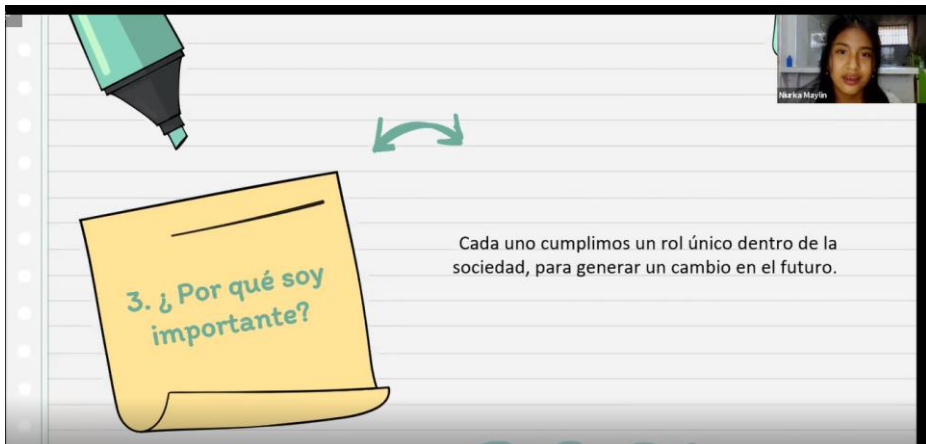 Niurka Maylin
3. ¿ Por qué soy
importante?
Cada uno cumplimos un rol único dentro de la
sociedad, para generar un cambio en el futuro.